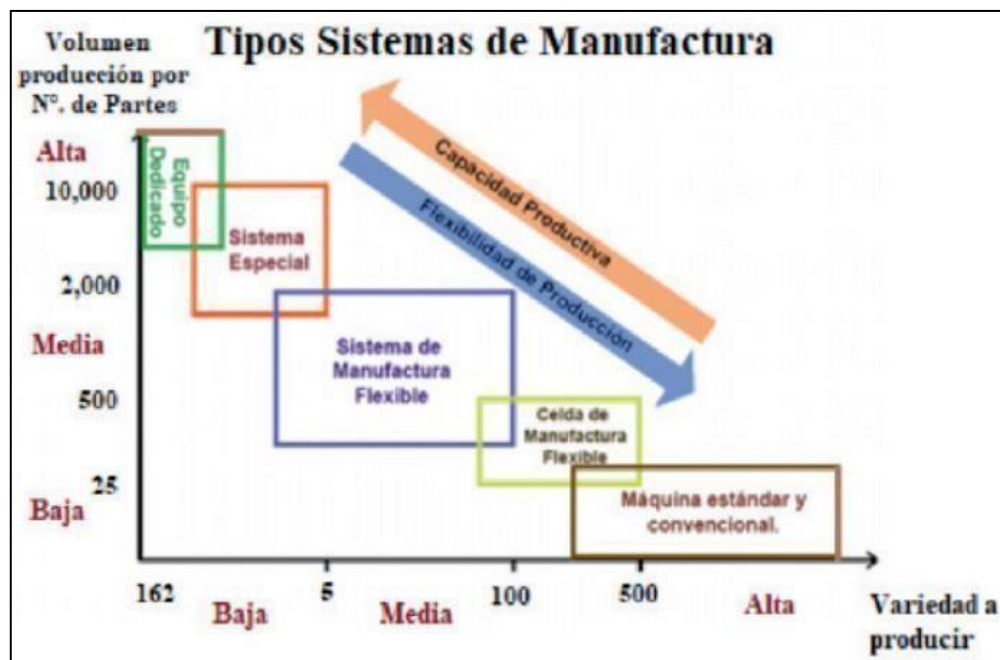 Tipos Sistemas de Manufactura
Volumen
producción por
N°. de Partes
Alta
10,000
2,000
Media
500
25
Baja
Equipo
Dedicado
Sistema
Especial
Sistema de
Manufactura
Flexible
Celda de
Manufactura
Flexible
Máquina estándar y
convencional.
Capacidad Productiva
Flexibilidad de Producción
162
5
100
500
Baja
Media
Alta
Variedad a
producir